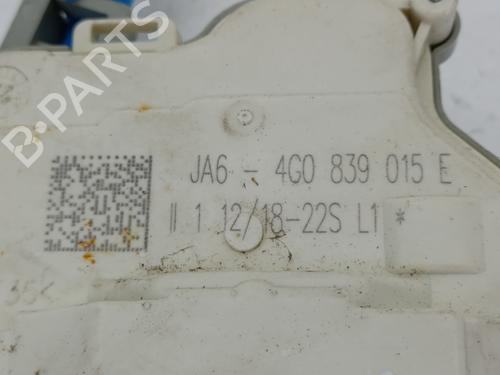 B-PARTS
JA6 - 4G0 839 015 E
II 1 12/18-22S L1 *